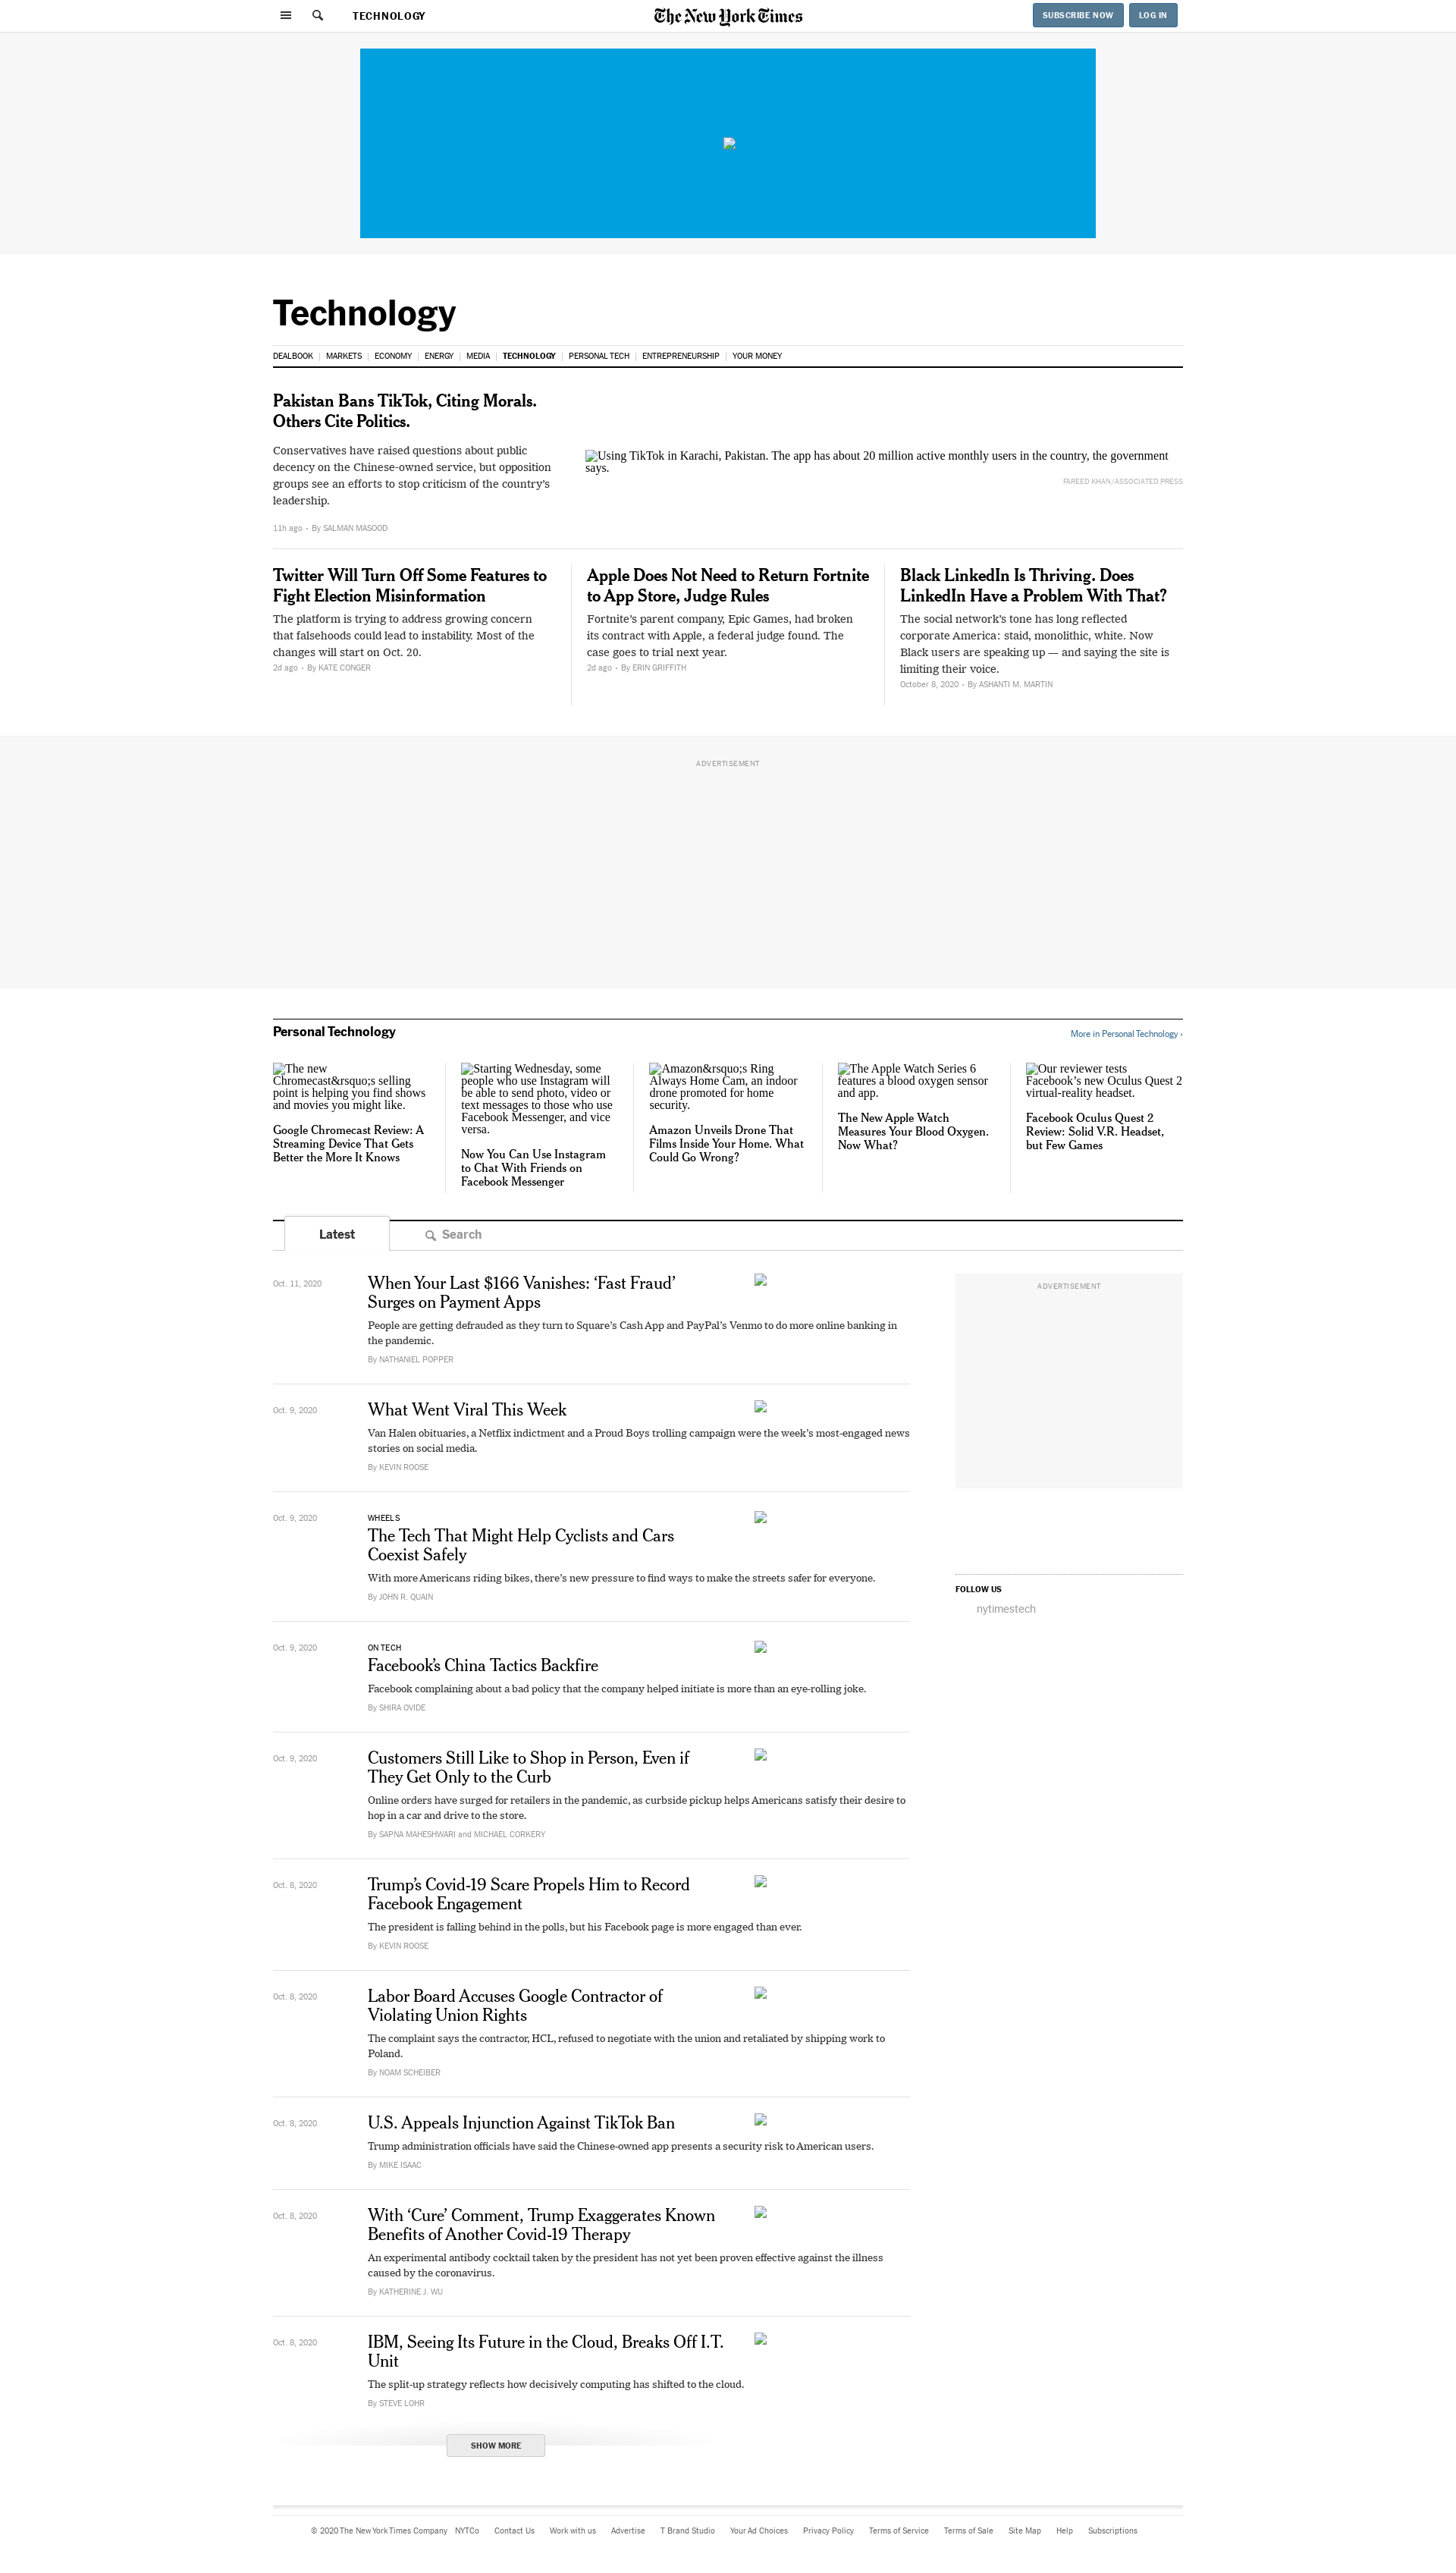 TECHNOLOGY
The New York Times
SUBSCRIBE NOW
LOG IN
Technology
DEALBOOK | MARKETS | ECONOMY | ENERGY | MEDIA | TECHNOLOGY | PERSONAL TECH | ENTREPRENEURSHIP | YOUR MONEY
Pakistan Bans TikTok, Citing Morals.
Others Cite Politics.
Conservatives have raised questions about public
decency on the Chinese-owned service, but opposition
groups see an efforts to stop criticism of the country’s
leadership.
11h ago • By SALMAN MASOOD
Using TikTok in Karachi, Pakistan. The app has about 20 million active monthly users in the country, the government
says.
FAREED KHAN/ASSOCIATED PRESS
Twitter Will Turn Off Some Features to
Fight Election Misinformation
The platform is trying to address growing concern
that falsehoods could lead to instability. Most of the
changes will start on Oct. 20.
2d ago • By KATE CONGER
Apple Does Not Need to Return Fortnite
to App Store, Judge Rules
Fortnite’s parent company, Epic Games, had broken
its contract with Apple, a federal judge found. The
case goes to trial next year.
2d ago • By ERIN GRIFFITH
Black LinkedIn Is Thriving. Does
LinkedIn Have a Problem With That?
The social network’s tone has long reflected
corporate America: staid, monolithic, white. Now
Black users are speaking up — and saying the site is
limiting their voice.
October 8, 2020 • By ASHANTI M. MARTIN
ADVERTISEMENT
Personal Technology
More in Personal Technology ›
The new
Chromecast&rsquo;s selling
point is helping you find shows
and movies you might like.
Google Chromecast Review: A
Streaming Device That Gets
Better the More It Knows
Starting Wednesday, some
people who use Instagram will
be able to send photo, video or
text messages to those who use
Facebook Messenger, and vice
versa.
Now You Can Use Instagram
to Chat With Friends on
Facebook Messenger
Amazon&rsquo;s Ring
Always Home Cam, an indoor
drone promoted for home
security.
Amazon Unveils Drone That
Films Inside Your Home. What
Could Go Wrong?
The Apple Watch Series 6
features a blood oxygen sensor
and app.
The New Apple Watch
Measures Your Blood Oxygen.
Now What?
Our reviewer tests
Facebook’s new Oculus Quest 2
virtual-reality headset.
Facebook Oculus Quest 2
Review: Solid V.R. Headset,
but Few Games
Latest
Search
Oct. 11, 2020
When Your Last $166 Vanishes: ‘Fast Fraud’
Surges on Payment Apps
People are getting defrauded as they turn to Square’s Cash App and PayPal’s Venmo to do more online banking in
the pandemic.
By NATHANIEL POPPER
ADVERTISEMENT
Oct. 9, 2020
What Went Viral This Week
Van Halen obituaries, a Netflix indictment and a Proud Boys trolling campaign were the week’s most-engaged news
stories on social media.
By KEVIN ROOSE
Oct. 9, 2020
WHEELS
The Tech That Might Help Cyclists and Cars
Coexist Safely
With more Americans riding bikes, there’s new pressure to find ways to make the streets safer for everyone.
By JOHN R. QUAIN
FOLLOW US
nytimestech
Oct. 9, 2020
ON TECH
Facebook’s China Tactics Backfire
Facebook complaining about a bad policy that the company helped initiate is more than an eye-rolling joke.
By SHIRA OVIDE
Oct. 9, 2020
Customers Still Like to Shop in Person, Even if
They Get Only to the Curb
Online orders have surged for retailers in the pandemic, as curbside pickup helps Americans satisfy their desire to
hop in a car and drive to the store.
By SAPNA MAHESHWARI and MICHAEL CORKERY
Oct. 8, 2020
Trump’s Covid-19 Scare Propels Him to Record
Facebook Engagement
The president is falling behind in the polls, but his Facebook page is more engaged than ever.
By KEVIN ROOSE
Oct. 8, 2020
Labor Board Accuses Google Contractor of
Violating Union Rights
The complaint says the contractor, HCL, refused to negotiate with the union and retaliated by shipping work to
Poland.
By NOAM SCHEIBER
Oct. 8, 2020
U.S. Appeals Injunction Against TikTok Ban
Trump administration officials have said the Chinese-owned app presents a security risk to American users.
By MIKE ISAAC
Oct. 8, 2020
With ‘Cure’ Comment, Trump Exaggerates Known
Benefits of Another Covid-19 Therapy
An experimental antibody cocktail taken by the president has not yet been proven effective against the illness
caused by the coronavirus.
By KATHERINE J. WU
Oct. 8, 2020
IBM, Seeing Its Future in the Cloud, Breaks Off I.T.
Unit
The split-up strategy reflects how decisively computing has shifted to the cloud.
By STEVE LOHR
SHOW MORE
© 2020 The New York Times Company NYTCo Contact Us Work with us Advertise T Brand Studio Your Ad Choices Privacy Policy Terms of Service Terms of Sale Site Map Help Subscriptions